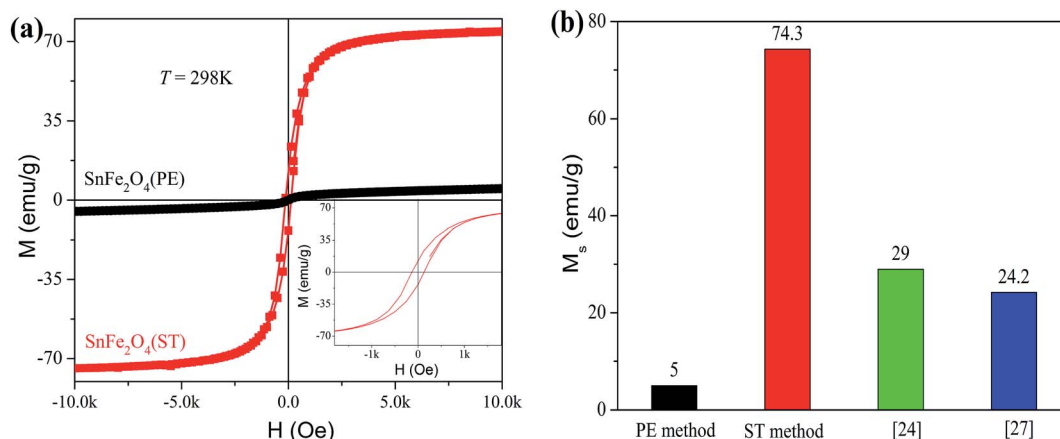 (a)
70
35
0
-35
-70
M (emu/g)
T = 298K
SnFe₂O₄(PE)
SnFe₂O₄(ST)
-10.0k -5.0k 0.0 5.0k 10.0k
H (Oe)
70
35
0
-35
-70
M (emu/g)
-1k 0 1k
H (Oe)
(b)
80
60
40
20
0
Mₛ (emu/g)
5
74.3
29
24.2
PE method ST method [24] [27]